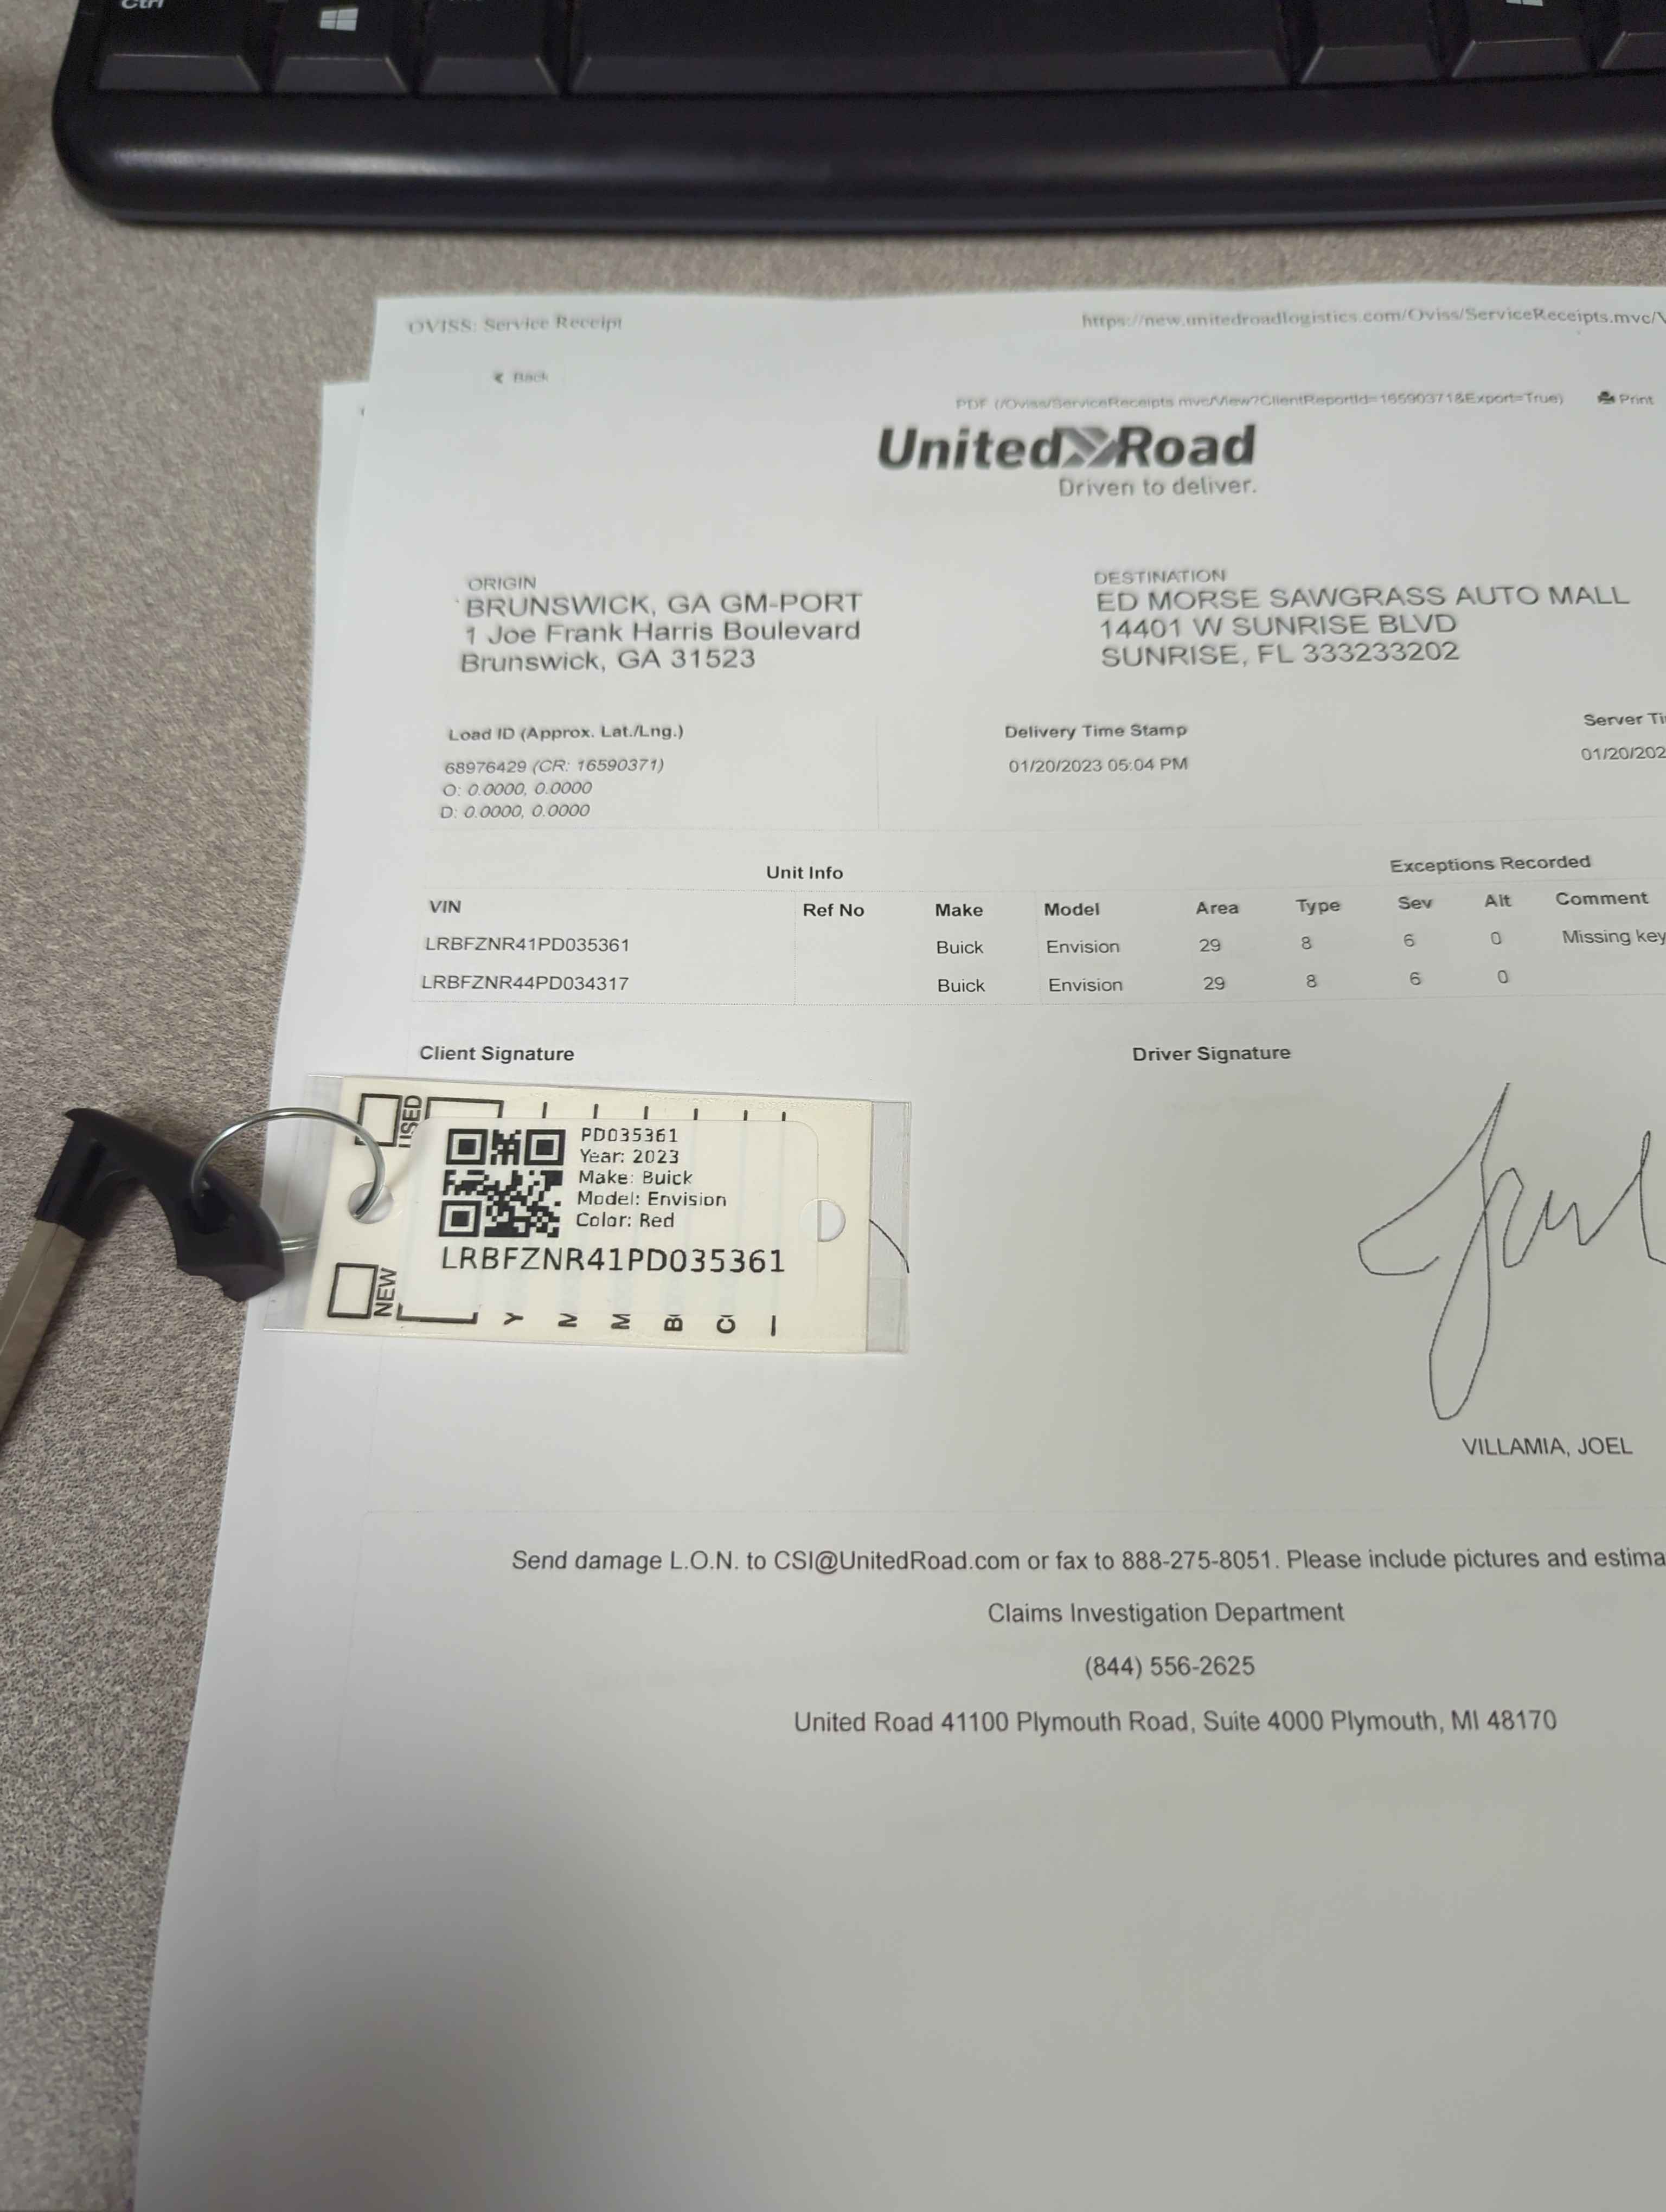 Ctrl
OVISS: Service Receipt
https://new.unitedroadlogistics.com/Oviss/ServiceReceipts.mvc/V
Back
PDF (/Oviss/ServiceReceipts.mvc/View?ClientReportId=16590371&Export=True) Print
United Road
Driven to deliver.
ORIGIN
BRUNSWICK, GA GM-PORT
1 Joe Frank Harris Boulevard
Brunswick, GA 31523
DESTINATION
ED MORSE SAWGRASS AUTO MALL
14401 W SUNRISE BLVD
SUNRISE, FL 333233202
Load ID (Approx. Lat./Lng.)
68976429 (CR: 16590371)
O: 0.0000, 0.0000
D: 0.0000, 0.0000
Delivery Time Stamp
01/20/2023 05:04 PM
Server Ti
01/20/202
Unit Info Exceptions Recorded
VIN Ref No Make Model Area Type Sev Alt Comment
LRBFZNR41PD035361 Buick Envision 29 8 6 0 Missing key
LRBFZNR44PD034317 Buick Envision 29 8 6 0
Client Signature Driver Signature
USED
NEW
PD035361
Year: 2023
Make: Buick
Model: Envision
Color: Red
LRBFZNR41PD035361
VILLAMIA, JOEL
Send damage L.O.N. to CSI@UnitedRoad.com or fax to 888-275-8051. Please include pictures and estima
Claims Investigation Department
(844) 556-2625
United Road 41100 Plymouth Road, Suite 4000 Plymouth, MI 48170